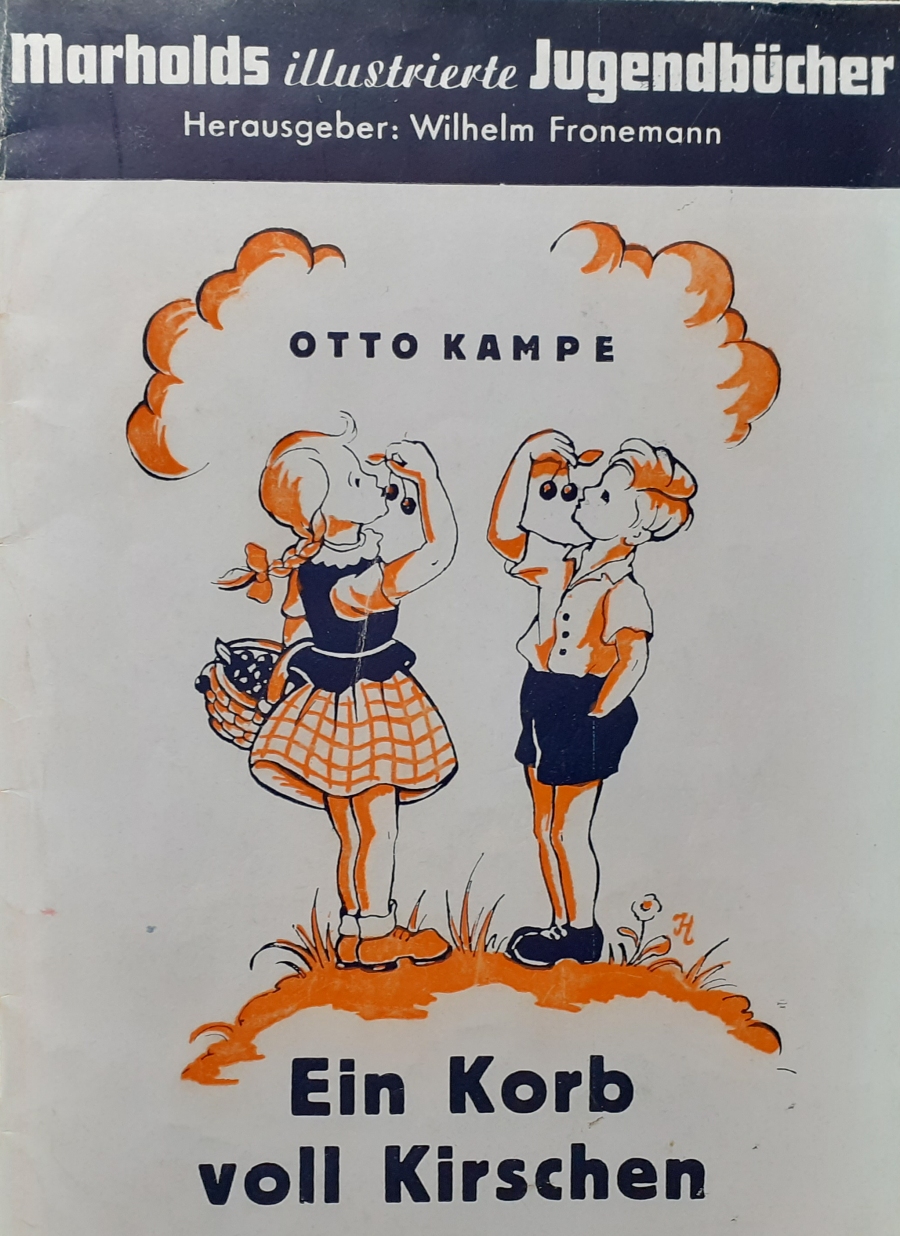 Marholds illustrierte Jugendbücher
Herausgeber: Wilhelm Fronemann
OTTO KAMPE
H
Ein Korb
voll Kirschen